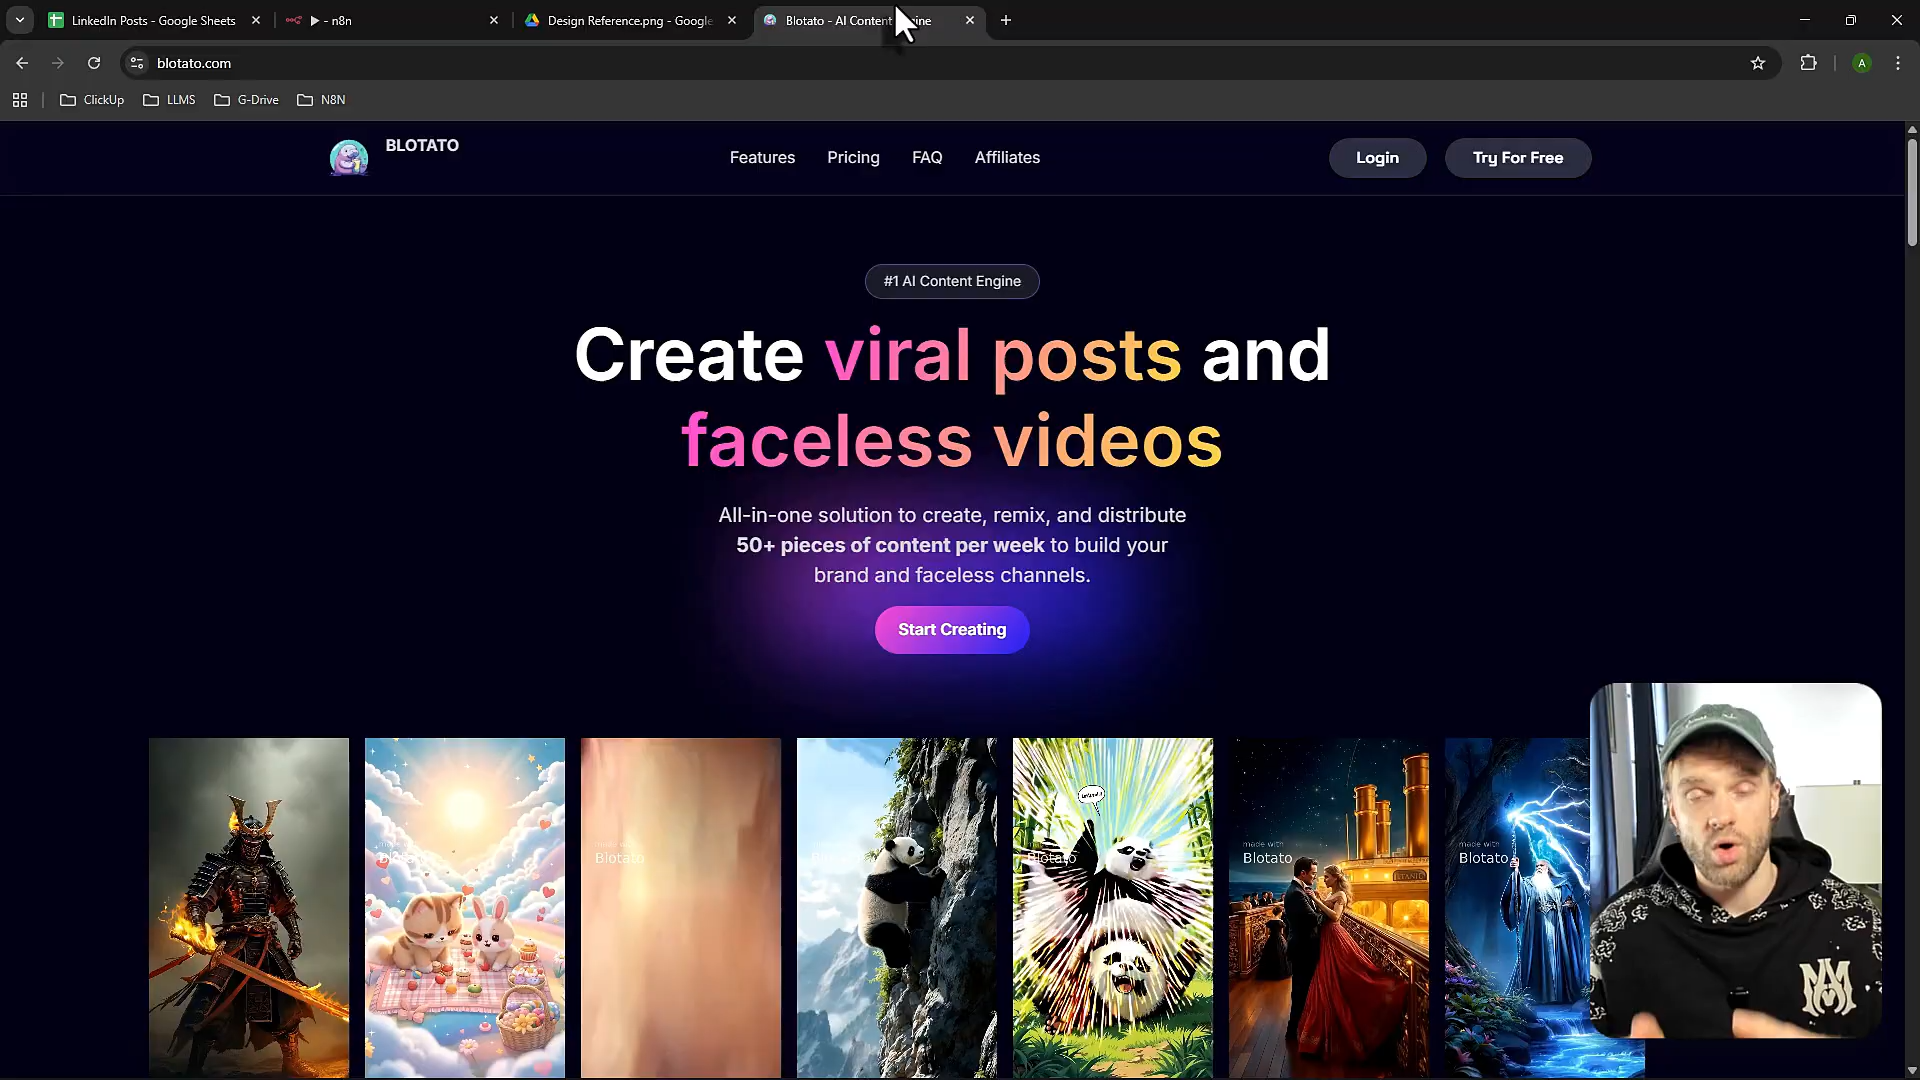 LinkedIn Posts - Google Sheets
▶ - n8n
Design Reference.png - Google
Blotato - AI Content
blotato.com
A
ClickUp
LLMS
G-Drive
N8N
BLOTATO
Features
Pricing
FAQ
Affiliates
Login
Try For Free
#1 AI Content Engine
Create viral posts and
faceless videos
All-in-one solution to create, remix, and distribute
50+ pieces of content per week to build your
brand and faceless channels.
Start Creating
Blotato
Blotato
made with
Blotato
made with
Blotato